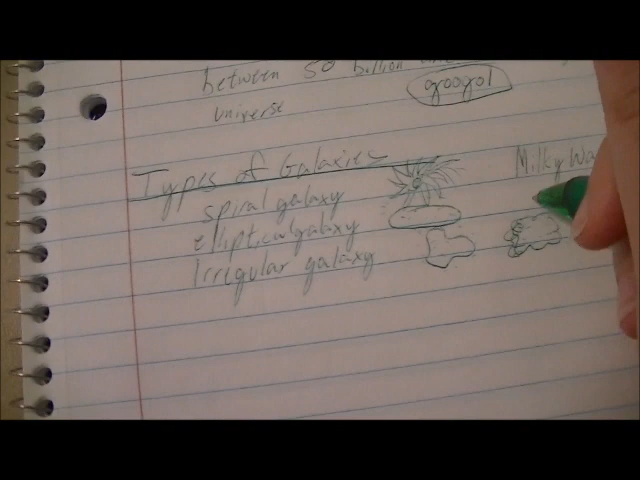 between 50 billion
googol
universe
Types of Galaxies
Milky Wa
spiral galaxy
elliptical galaxy
Irregular galaxy